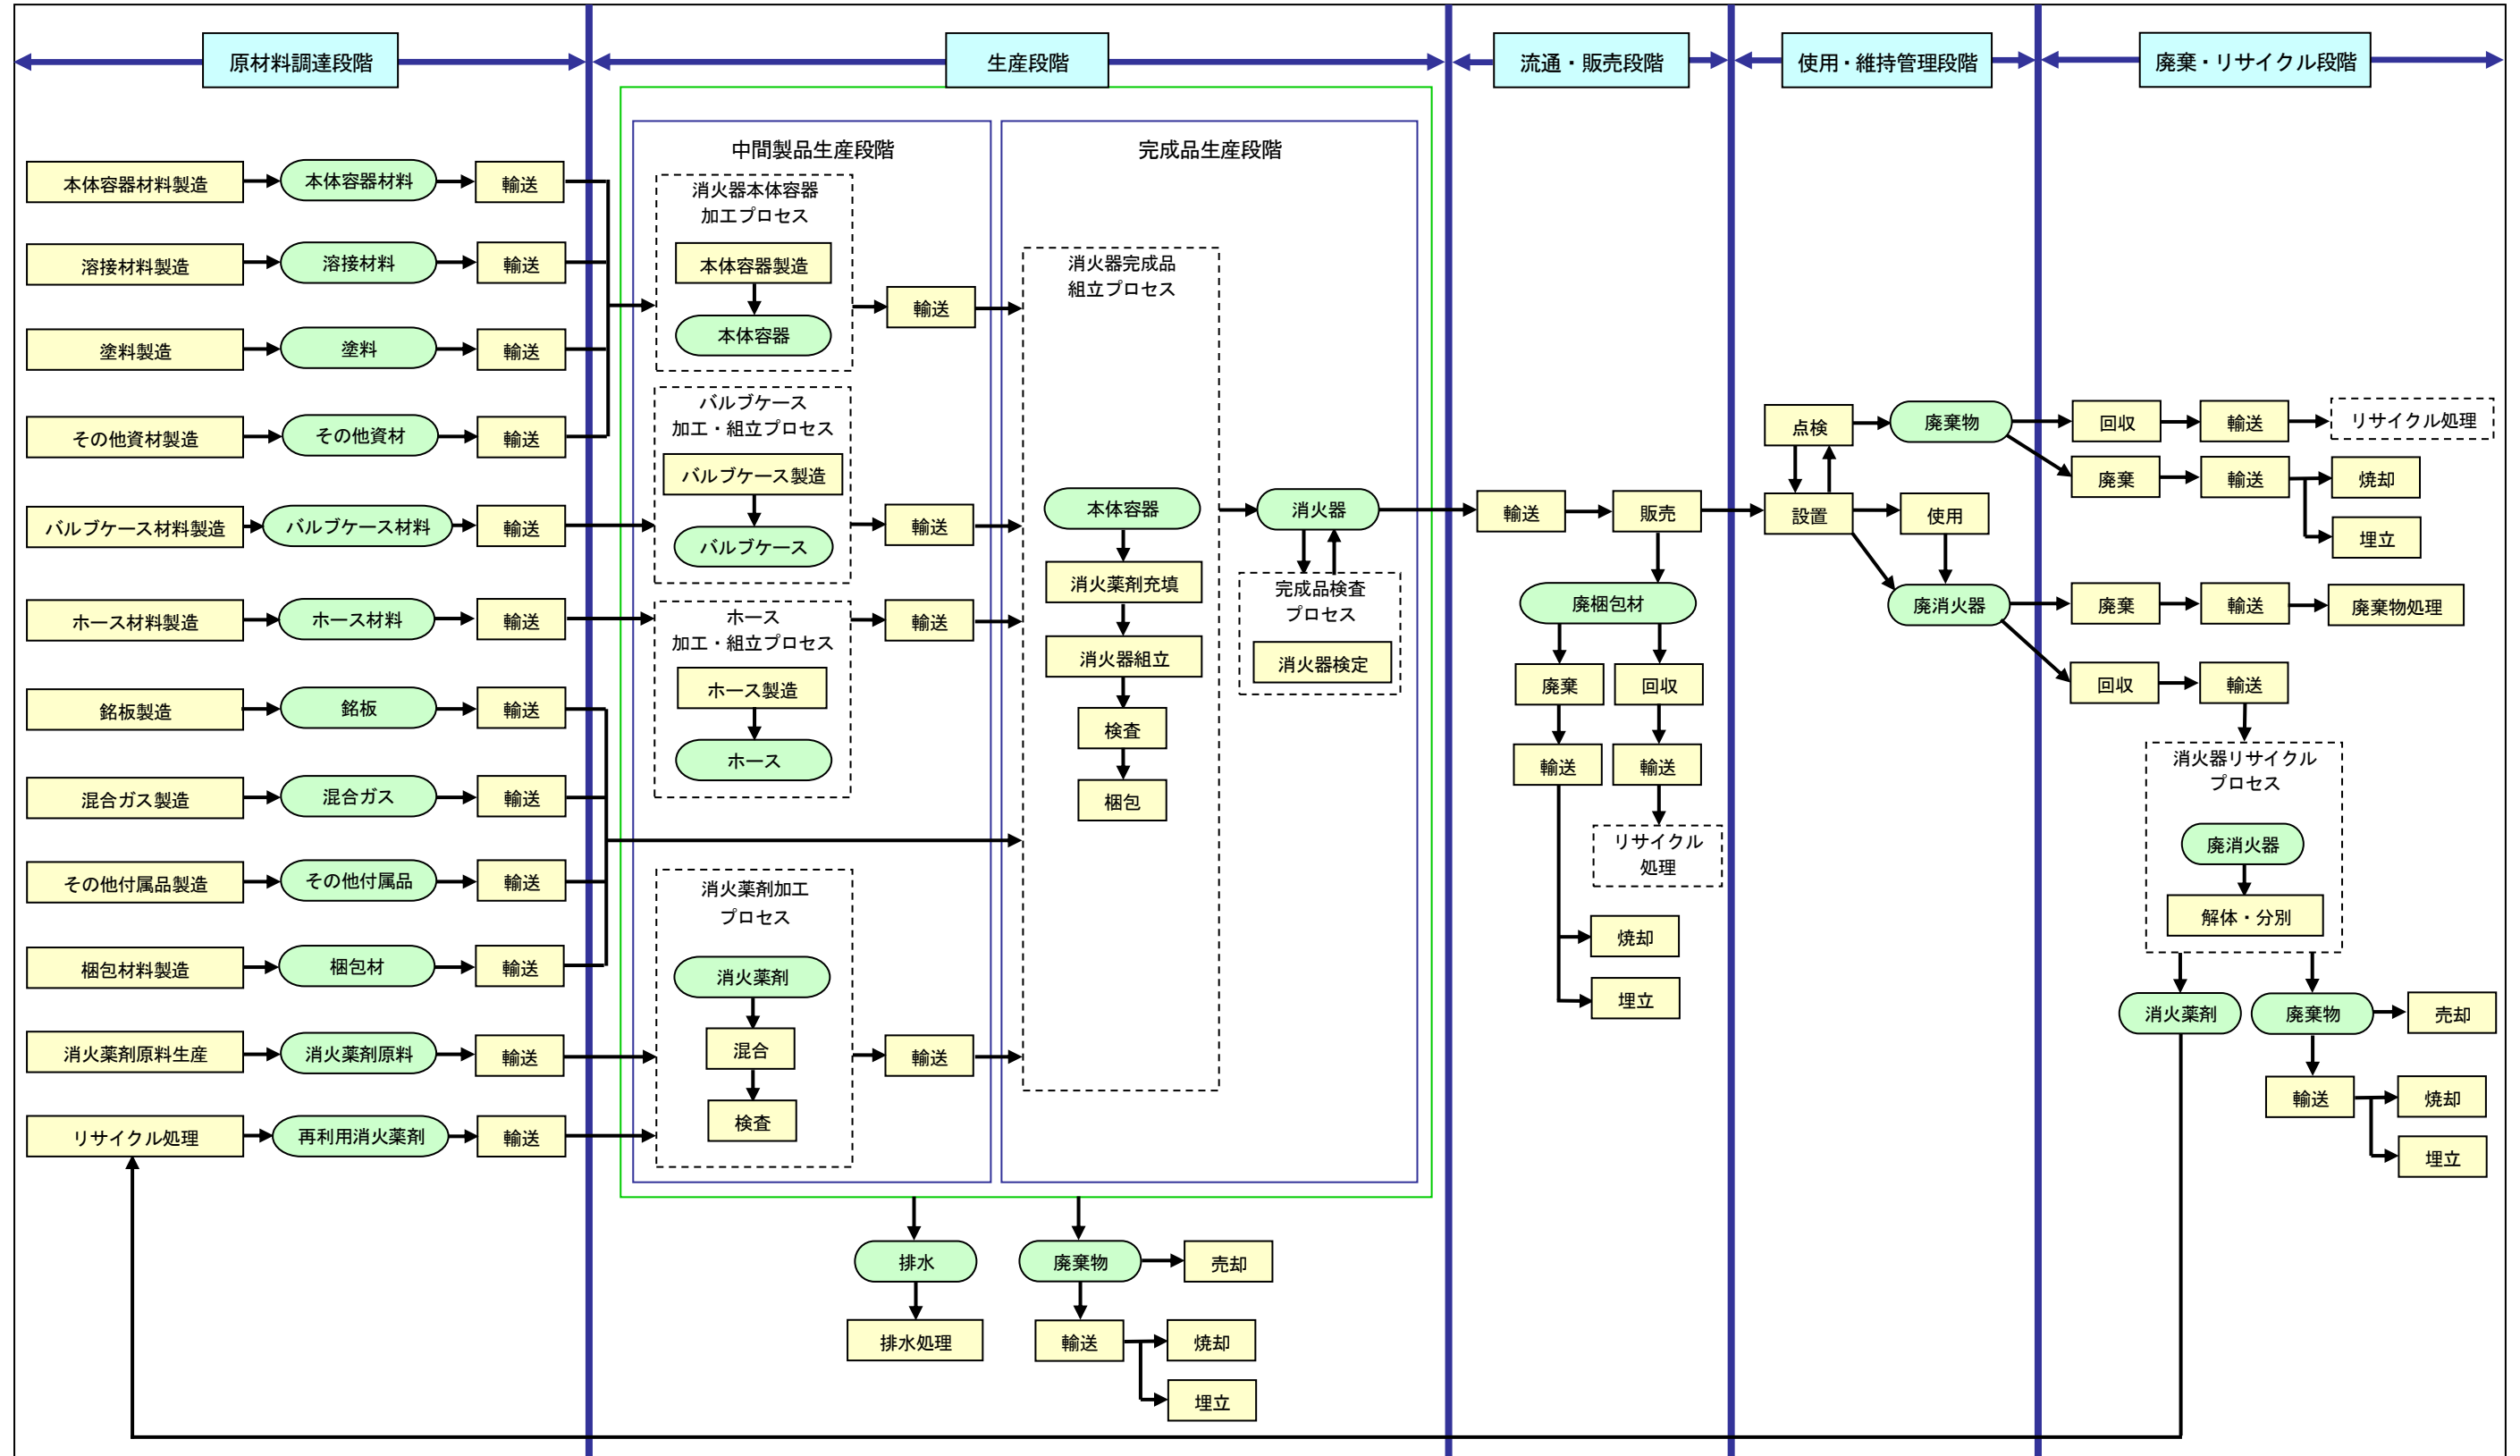 原材料調達段階
生産段階
流通・販売段階
使用・維持管理段階
廃棄・リサイクル段階
本体容器材料製造
本体容器材料
輸送
溶接材料製造
溶接材料
輸送
塗料製造
塗料
輸送
その他資材製造
その他資材
輸送
バルブケース材料製造
バルブケース材料
輸送
ホース材料製造
ホース材料
輸送
銘板製造
銘板
輸送
混合ガス製造
混合ガス
輸送
その他付属品製造
その他付属品
輸送
梱包材料製造
梱包材
輸送
消火薬剤原料生産
消火薬剤原料
輸送
リサイクル処理
再利用消火薬剤
輸送
中間製品生産段階
消火器本体容器
加工プロセス
本体容器製造
本体容器
輸送
バルブケース
加工・組立プロセス
バルブケース製造
バルブケース
輸送
ホース
加工・組立プロセス
ホース製造
ホース
輸送
消火薬剤加工
プロセス
消火薬剤
混合
検査
輸送
完成品生産段階
消火器完成品
組立プロセス
本体容器
消火薬剤充填
消火器組立
検査
梱包
消火器
完成品検査
プロセス
消火器検定
排水
排水処理
廃棄物
売却
輸送
焼却
埋立
輸送
販売
廃梱包材
廃棄
回収
輸送
輸送
リサイクル
処理
焼却
埋立
点検
廃棄物
設置
使用
廃消火器
回収
輸送
リサイクル処理
廃棄
輸送
焼却
埋立
廃棄
輸送
廃棄物処理
回収
輸送
消火器リサイクル
プロセス
廃消火器
解体・分別
消火薬剤
廃棄物
売却
輸送
焼却
埋立